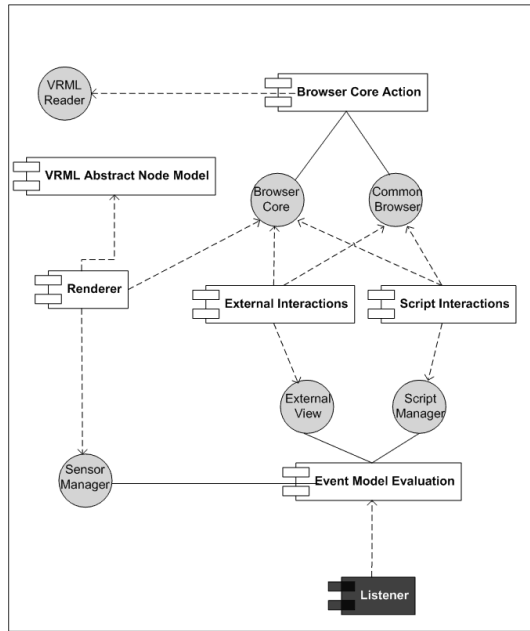 VRML
Reader
Browser Core Action
VRML Abstract Node Model
Browser
Core
Common
Browser
Renderer
External Interactions
Script Interactions
External
View
Script
Manager
Sensor
Manager
Event Model Evaluation
Listener